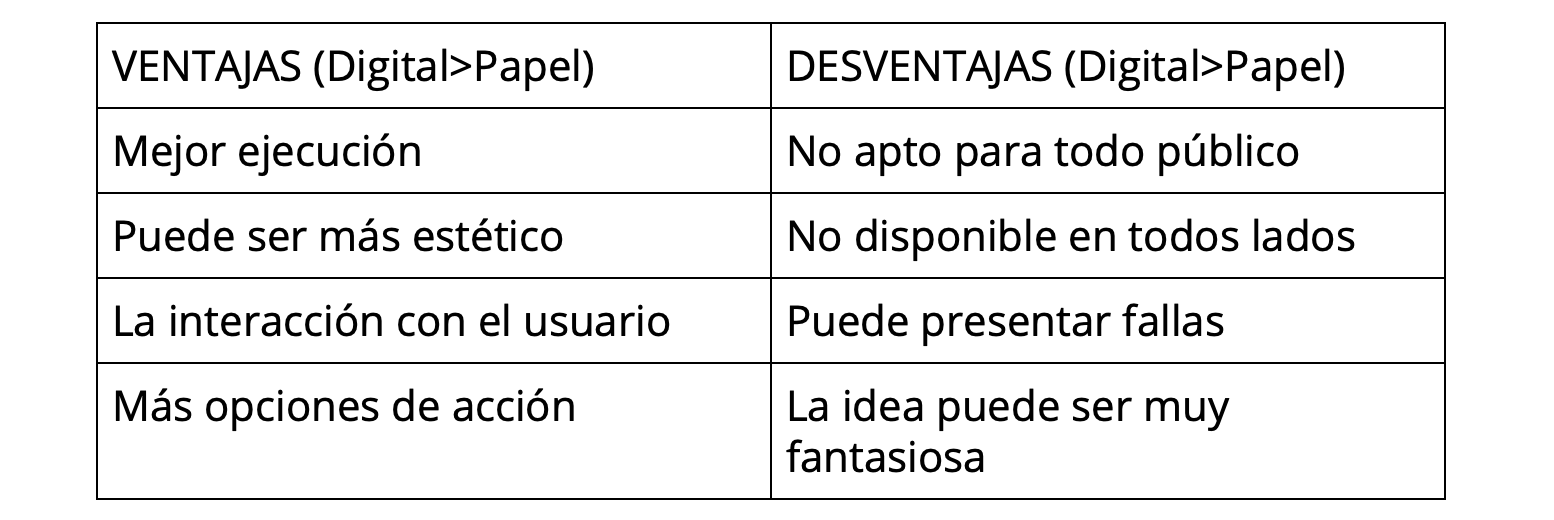 VENTAJAS (Digital>Papel)
DESVENTAJAS (Digital>Papel)
Mejor ejecución
No apto para todo público
Puede ser más estético
No disponible en todos lados
La interacción con el usuario
Puede presentar fallas
Más opciones de acción
La idea puede ser muy
fantasiosa